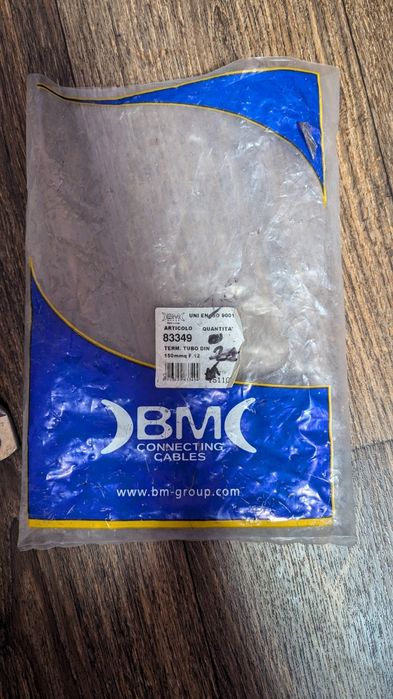 BM
UNI EN ISO 9001
ARTICOLO QUANTITA'
83349
TERM. TUBO DIN
150mmq F.12
BM
CONNECTING
CABLES
www.bm-group.com